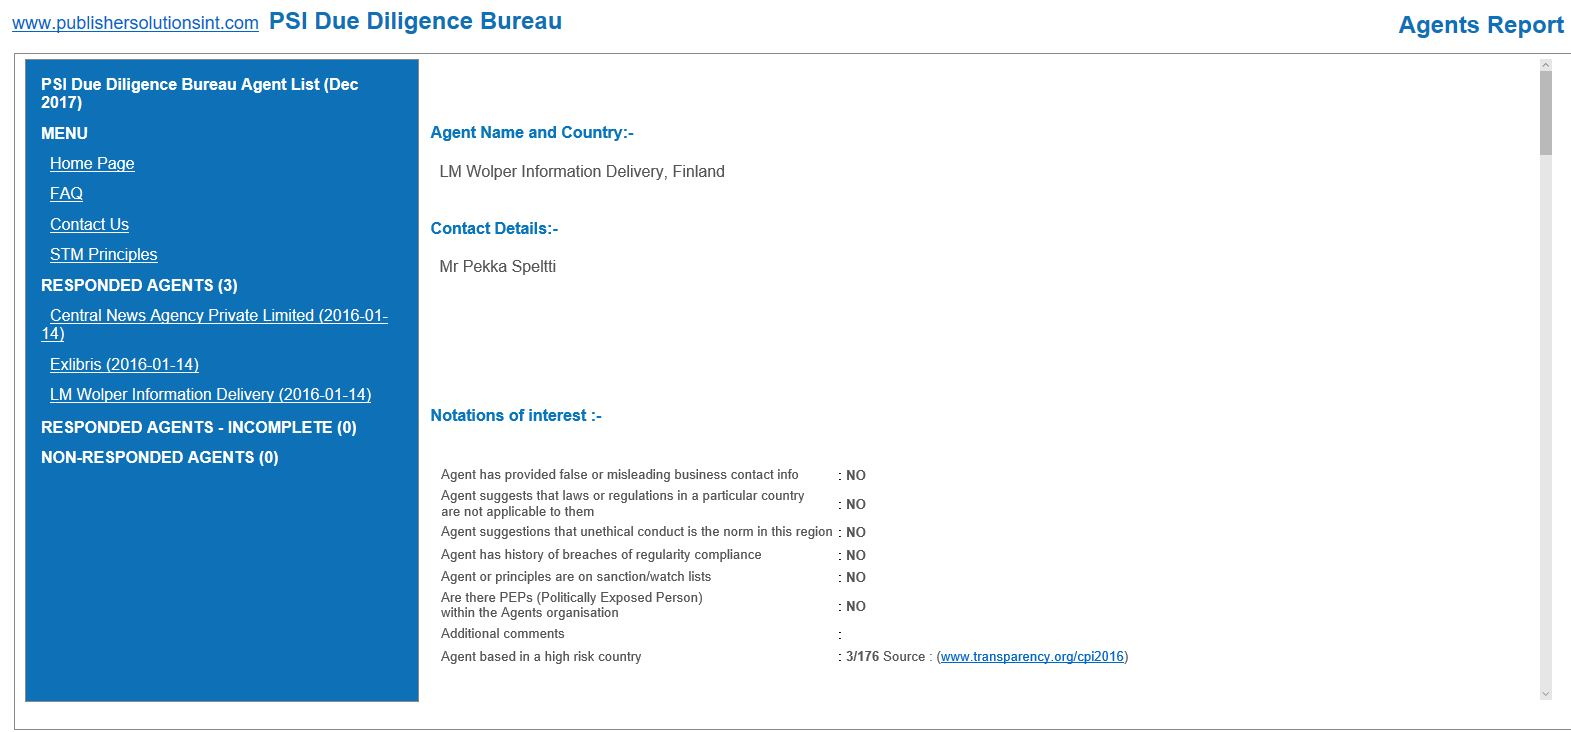 www.publishersolutionsint.com PSI Due Diligence Bureau
Agents Report
PSI Due Diligence Bureau Agent List (Dec
2017)
MENU
Home Page
FAQ
Contact Us
STM Principles
RESPONDED AGENTS (3)
Central News Agency Private Limited (2016-01-
14)
Exlibris (2016-01-14)
LM Wolper Information Delivery (2016-01-14)
RESPONDED AGENTS - INCOMPLETE (0)
NON-RESPONDED AGENTS (0)
Agent Name and Country:-
LM Wolper Information Delivery, Finland
Contact Details:-
Mr Pekka Speltti
Notations of interest :-
Agent has provided false or misleading business contact info : NO
Agent suggests that laws or regulations in a particular country
are not applicable to them : NO
Agent suggestions that unethical conduct is the norm in this region : NO
Agent has history of breaches of regularity compliance : NO
Agent or principles are on sanction/watch lists : NO
Are there PEPs (Politically Exposed Person)
within the Agents organisation : NO
Additional comments :
Agent based in a high risk country : 3/176 Source : (www.transparency.org/cpi2016)